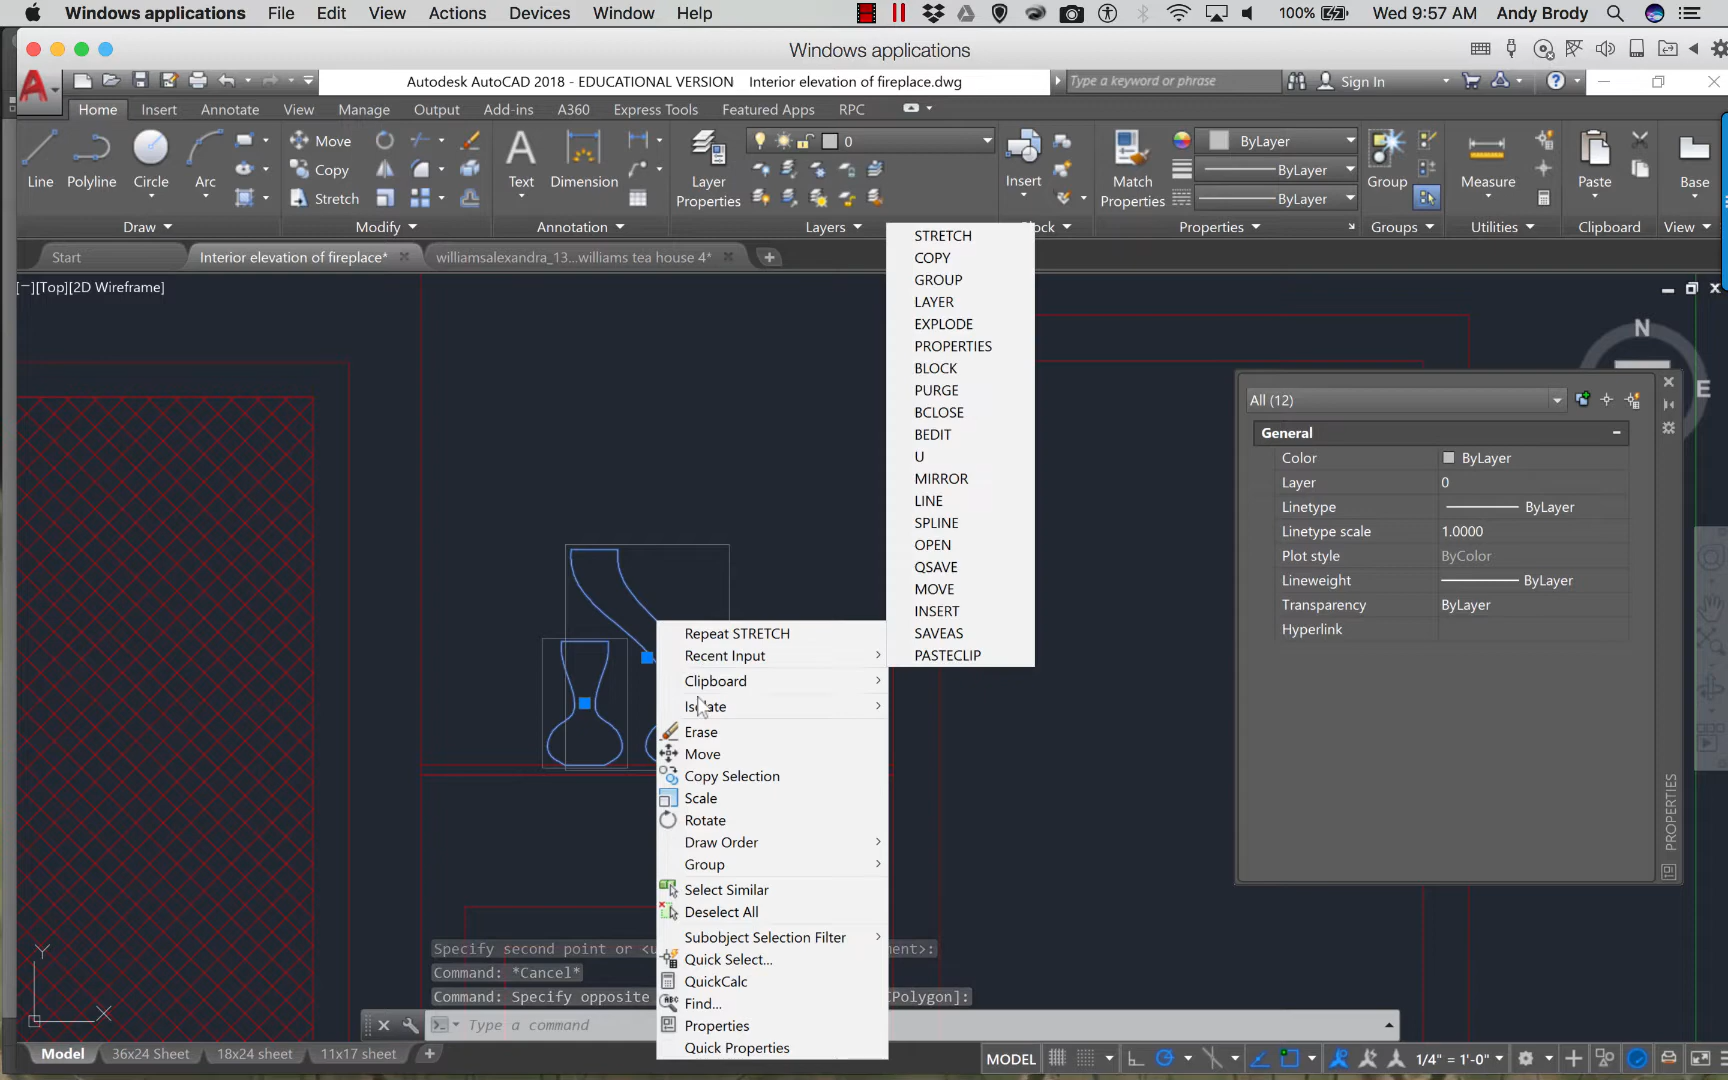 Windows applications File Edit View Actions Devices Window Help 100% Wed 9:57 AM Andy Brody
Windows applications
Autodesk AutoCAD 2018 - EDUCATIONAL VERSION Interior elevation of fireplace.dwg Type a keyword or phrase Sign In
Home Insert Annotate View Manage Output Add-ins A360 Express Tools Featured Apps RPC
Line Polyline Circle Arc
Move
Copy
Stretch
Text Dimension
Layer Properties
0
Insert
Match Properties
ByLayer
ByLayer
ByLayer
Group Measure Paste Base
Draw Modify Annotation Layers ock Properties Groups Utilities Clipboard View
Start Interior elevation of fireplace* williamsalexandra_13...williams tea house 4*
[−][Top][2D Wireframe]
STRETCH
COPY
GROUP
LAYER
EXPLODE
PROPERTIES
BLOCK
PURGE
BCLOSE
BEDIT
U
MIRROR
LINE
SPLINE
OPEN
QSAVE
MOVE
INSERT
SAVEAS
PASTECLIP
Repeat STRETCH
Recent Input
Clipboard
Isolate
Erase
Move
Copy Selection
Scale
Rotate
Draw Order
Group
Select Similar
Deselect All
Subobject Selection Filter
Quick Select...
QuickCalc
Find...
Properties
Quick Properties
N
E
All (12)
General
Color ByLayer
Layer 0
Linetype ByLayer
Linetype scale 1.0000
Plot style ByColor
Lineweight ByLayer
Transparency ByLayer
Hyperlink
PROPERTIES
Y
X
Specify second point or <u ment>:
Command: *Cancel*
Command: Specify opposite CPolygon]:
Type a command
Model 36x24 Sheet 18x24 sheet 11x17 sheet
MODEL 1/4" = 1'-0"